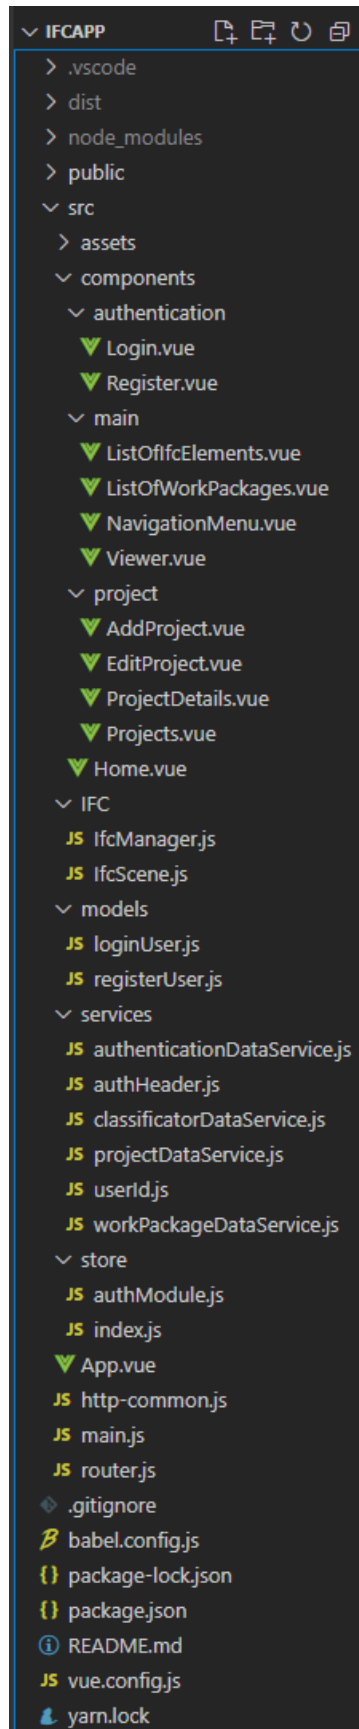 IFCAPP
.vscode
dist
node_modules
public
src
assets
components
authentication
Login.vue
Register.vue
main
ListOfIfcElements.vue
ListOfWorkPackages.vue
NavigationMenu.vue
Viewer.vue
project
AddProject.vue
EditProject.vue
ProjectDetails.vue
Projects.vue
Home.vue
IFC
JS IfcManager.js
JS IfcScene.js
models
JS loginUser.js
JS registerUser.js
services
JS authenticationDataService.js
JS authHeader.js
JS classificatorDataService.js
JS projectDataService.js
JS userId.js
JS workPackageDataService.js
store
JS authModule.js
JS index.js
App.vue
JS http-common.js
JS main.js
JS router.js
.gitignore
babel.config.js
{} package-lock.json
{} package.json
README.md
JS vue.config.js
yarn.lock